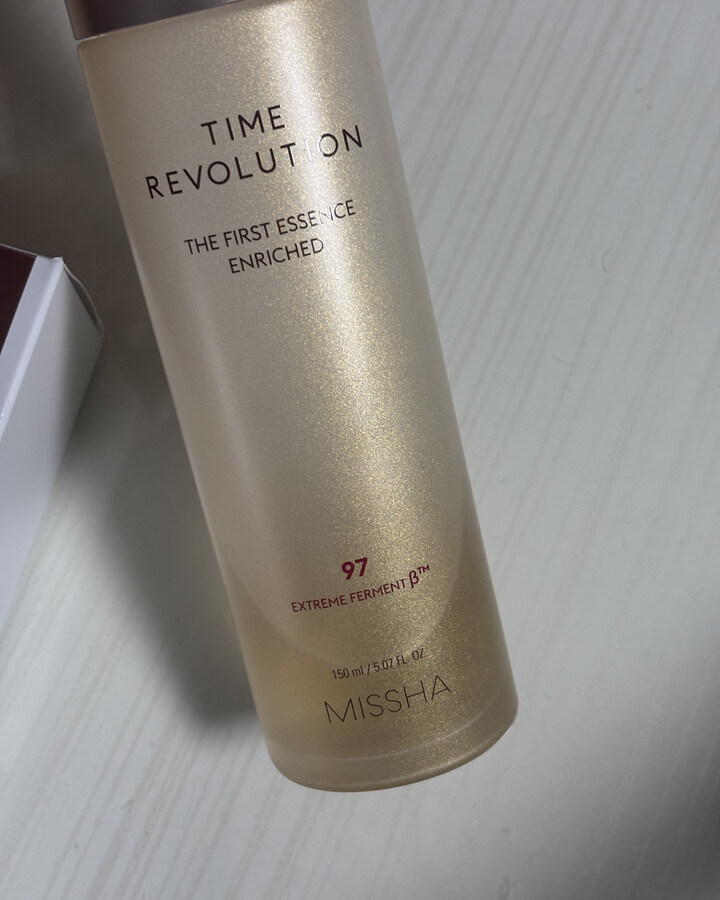 TIME
REVOLUTION
THE FIRST ESSENCE
ENRICHED
97
EXTREME FERMENT β™
150 ml / 5.07 FL. OZ
MISSHA